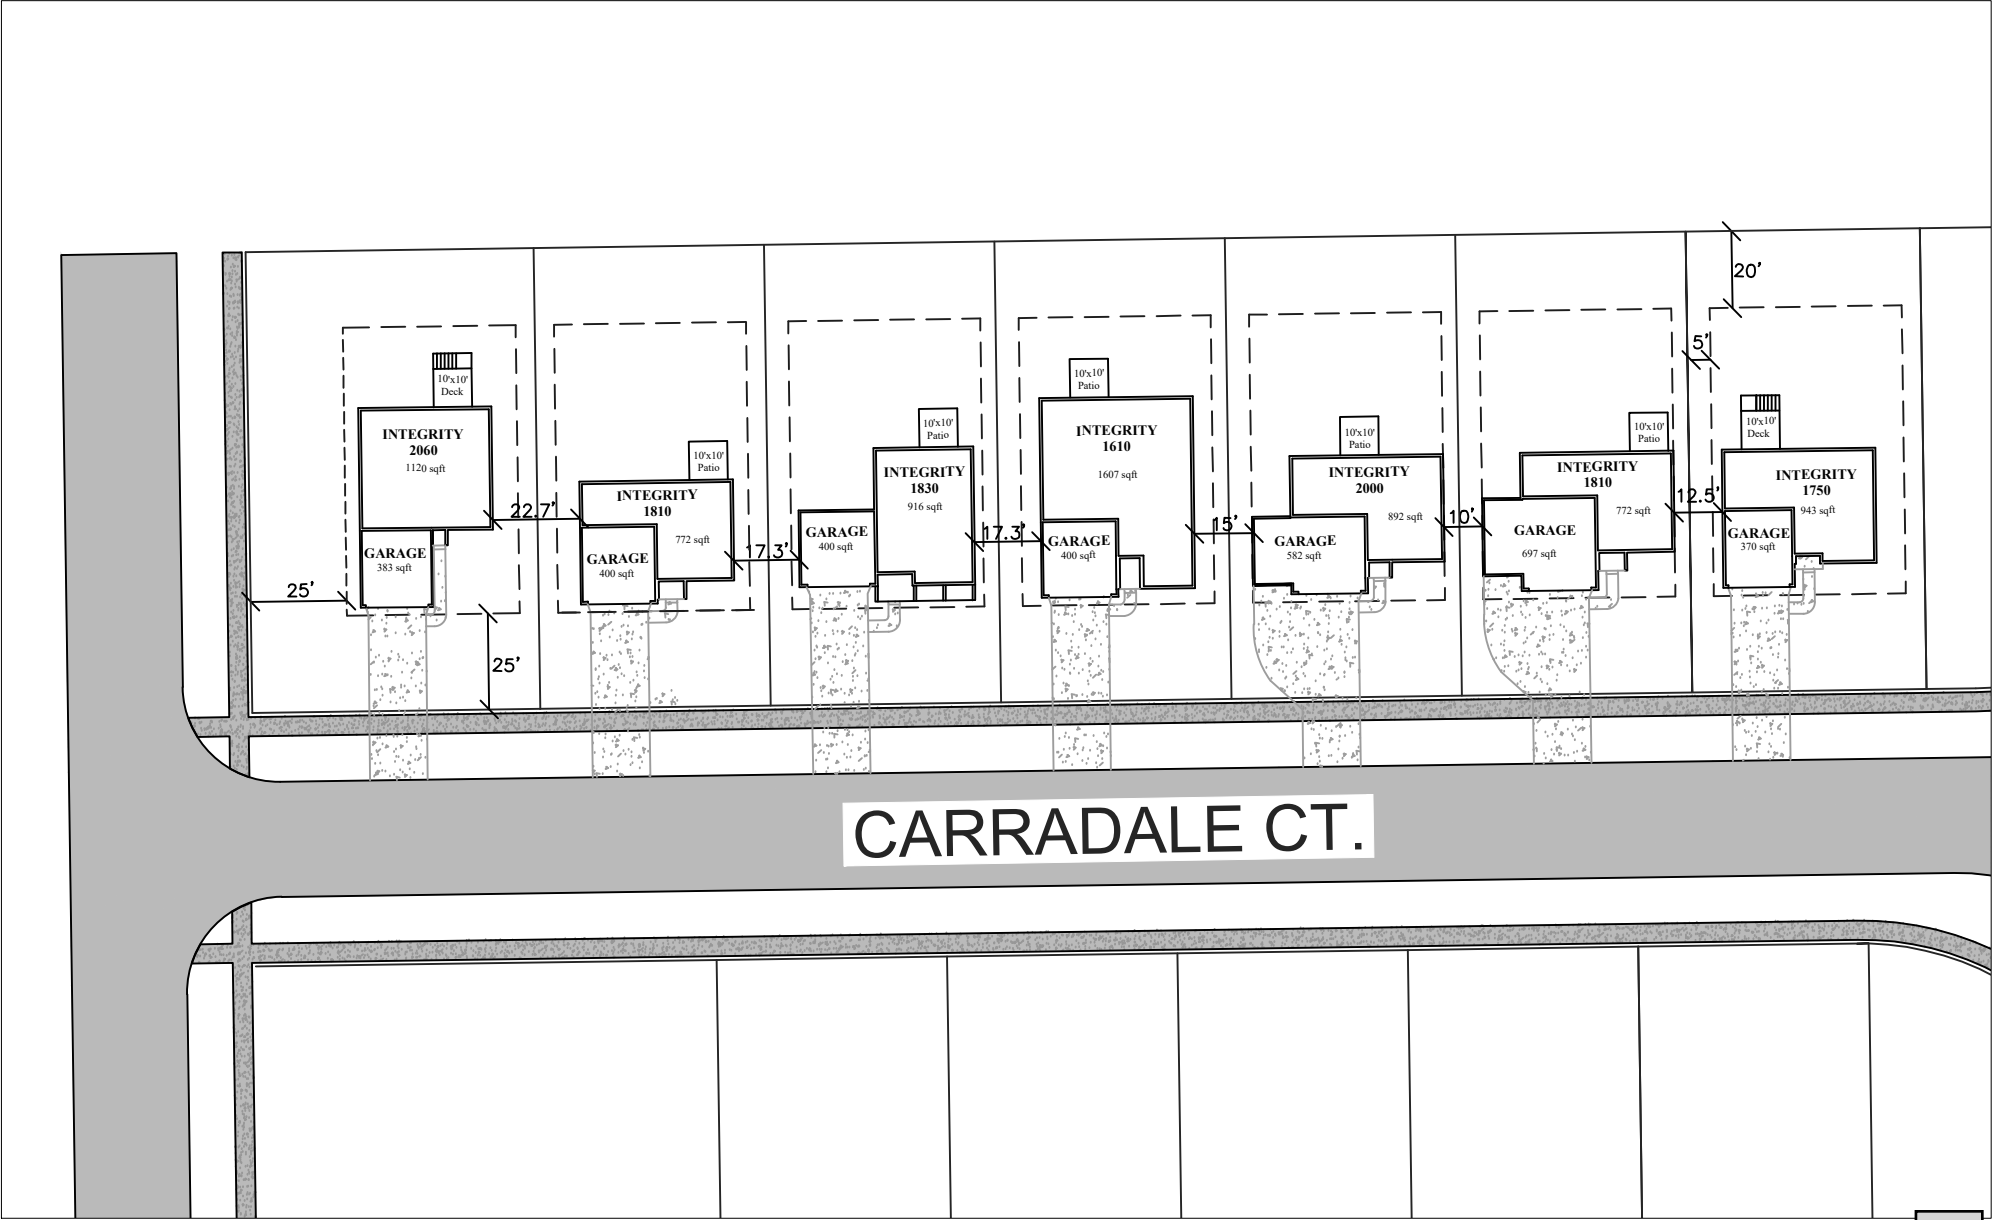 20'
5'
10'x10'
Deck
INTEGRITY
2060
1120 sqft
GARAGE
383 sqft
25'
25'
22.7'
10'x10'
Patio
INTEGRITY
1810
772 sqft
GARAGE
400 sqft
17.3'
10'x10'
Patio
INTEGRITY
1830
916 sqft
GARAGE
400 sqft
17.3'
10'x10'
Patio
INTEGRITY
1610
1607 sqft
GARAGE
400 sqft
15'
10'x10'
Patio
INTEGRITY
2000
892 sqft
GARAGE
582 sqft
10'
10'x10'
Patio
INTEGRITY
1810
772 sqft
GARAGE
697 sqft
12.5'
10'x10'
Deck
INTEGRITY
1750
943 sqft
GARAGE
370 sqft
CARRADALE CT.